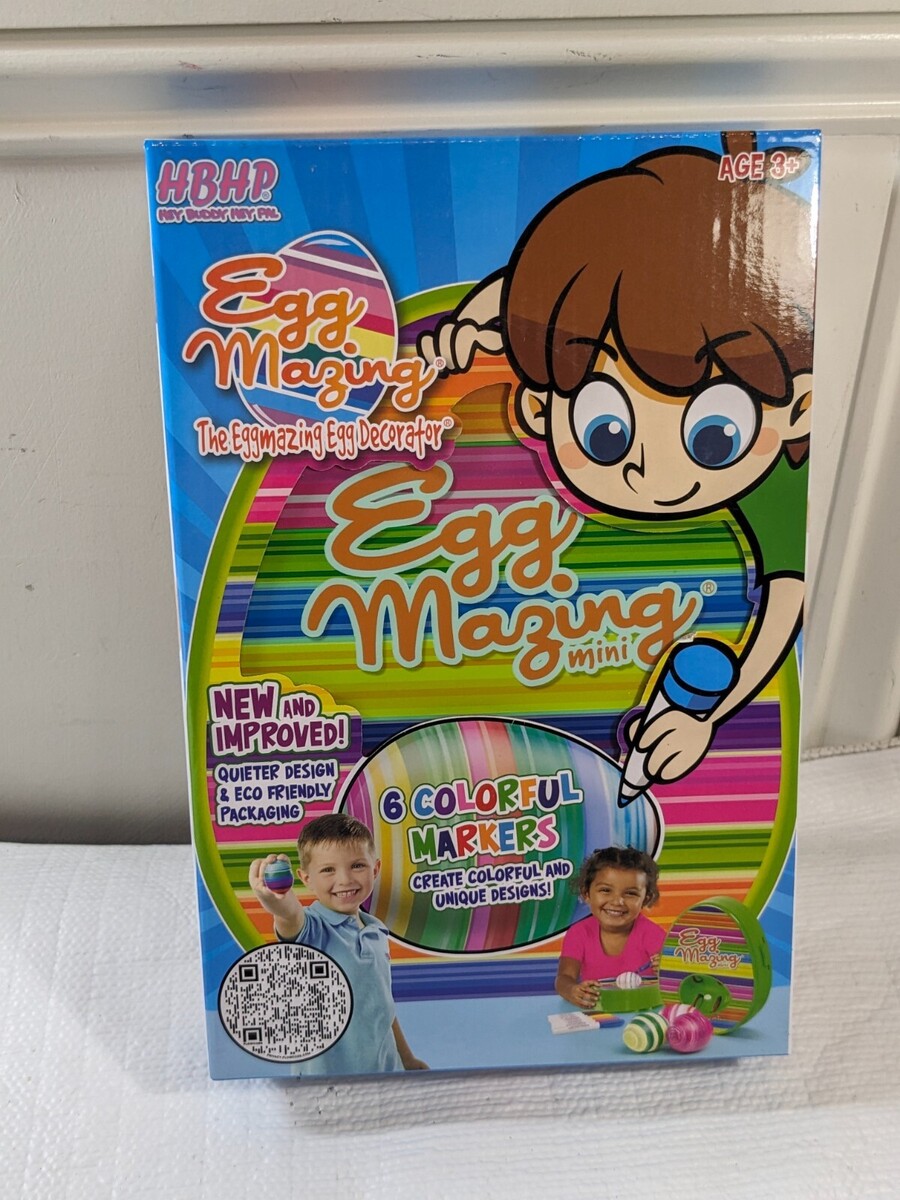 HBHP®
HEY BUDDY HEY PAL
AGE 3+
Egg
Mazing®
The Eggmazing Egg Decorator®
Egg
Mazing®
mini
NEW AND
IMPROVED!
QUIETER DESIGN
& ECO FRIENDLY
PACKAGING
6 COLORFUL
MARKERS
CREATE COLORFUL AND
UNIQUE DESIGNS!
Egg
Mazing